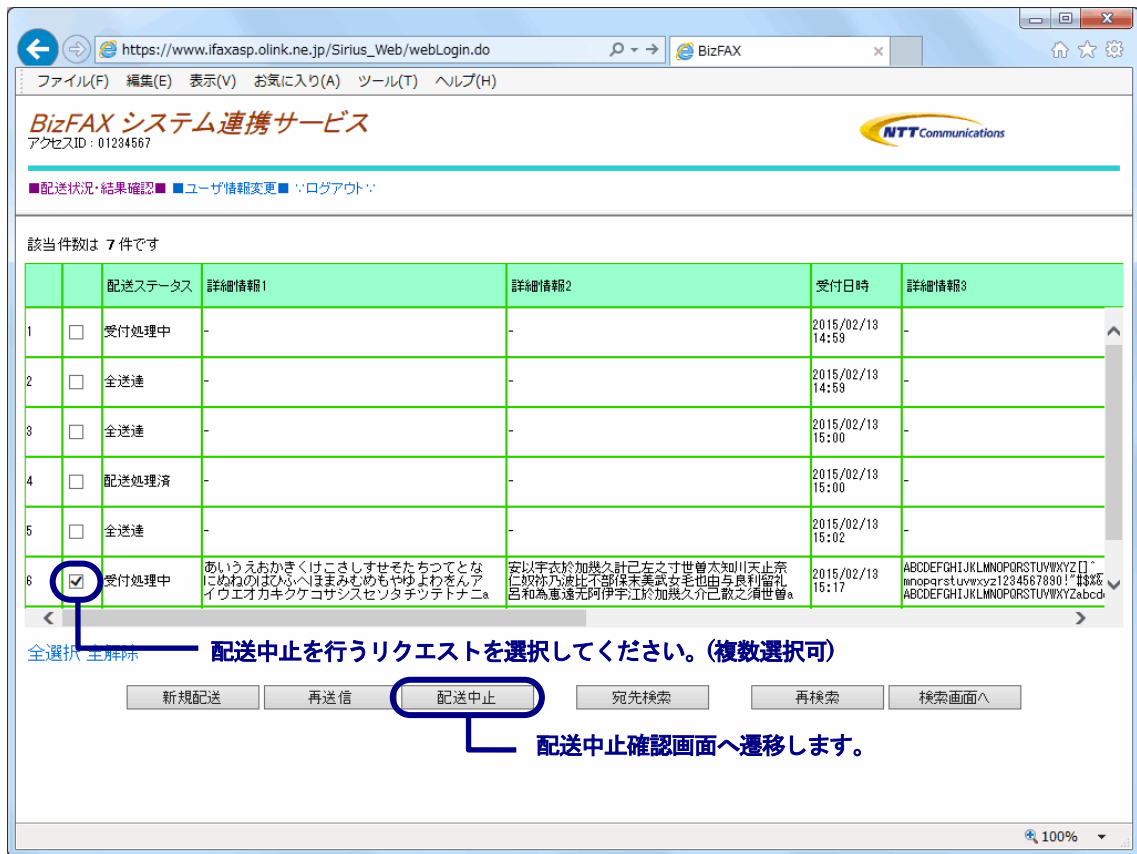 https://www.ifaxasp.olink.ne.jp/Sirius_Web/webLogin.do
BizFAX
ファイル(F) 編集(E) 表示(V) お気に入り(A) ツール(T) ヘルプ(H)
BizFAX システム連携サービス
アクセスID : 01234567
NTT Communications
■配送状況・結果確認■ ■ユーザ情報変更■ ∵ログアウト∵
該当件数は 7 件です
配送ステータス 詳細情報1 詳細情報2 受付日時 詳細情報3
1 受付処理中 - - 2015/02/13 14:59 -
2 全送達 - - 2015/02/13 14:59 -
3 全送達 - - 2015/02/13 15:00 -
4 配送処理済 - - 2015/02/13 15:00 -
5 全送達 - - 2015/02/13 15:02 -
6 受付処理中
あいうえおかきくけこさしすせそたちつてとな
にぬねのはひふへほまみむめもやゆよわをんア
イウエオカキクケコサシスセソタチツテトナニa
安以宇衣於加幾久計己左之寸世曽太知川天止奈
仁奴祢乃波比不部保末美武女毛也由与良利留礼
呂和為恵遠无阿伊宇江於加幾久介己散之須世曽a
2015/02/13
15:17
ABCDEFGHIJKLMNOPQRSTUVWXYZ[]^
mnopqrstuvwxyz1234567890!"#$%&
ABCDEFGHIJKLMNOPQRSTUVWXYZabcd
全選択 全解除
配送中止を行うリクエストを選択してください。(複数選択可)
新規配送 再送信 配送中止 宛先検索 再検索 検索画面へ
配送中止確認画面へ遷移します。
100%